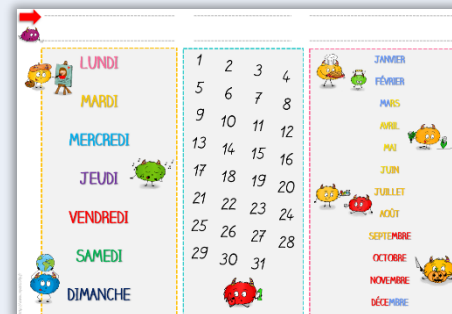 LUNDI
MARDI
MERCREDI
JEUDI
VENDREDI
SAMEDI
DIMANCHE
1 2 3 4
5 6 7 8
9 10 11 12
13 14 15 16
17 18 19 20
21 22 23 24
25 26 27 28
29 30 31
JANVIER
FÉVRIER
MARS
AVRIL
MAI
JUIN
JUILLET
AOÛT
SEPTEMBRE
OCTOBRE
NOVEMBRE
DÉCEMBRE